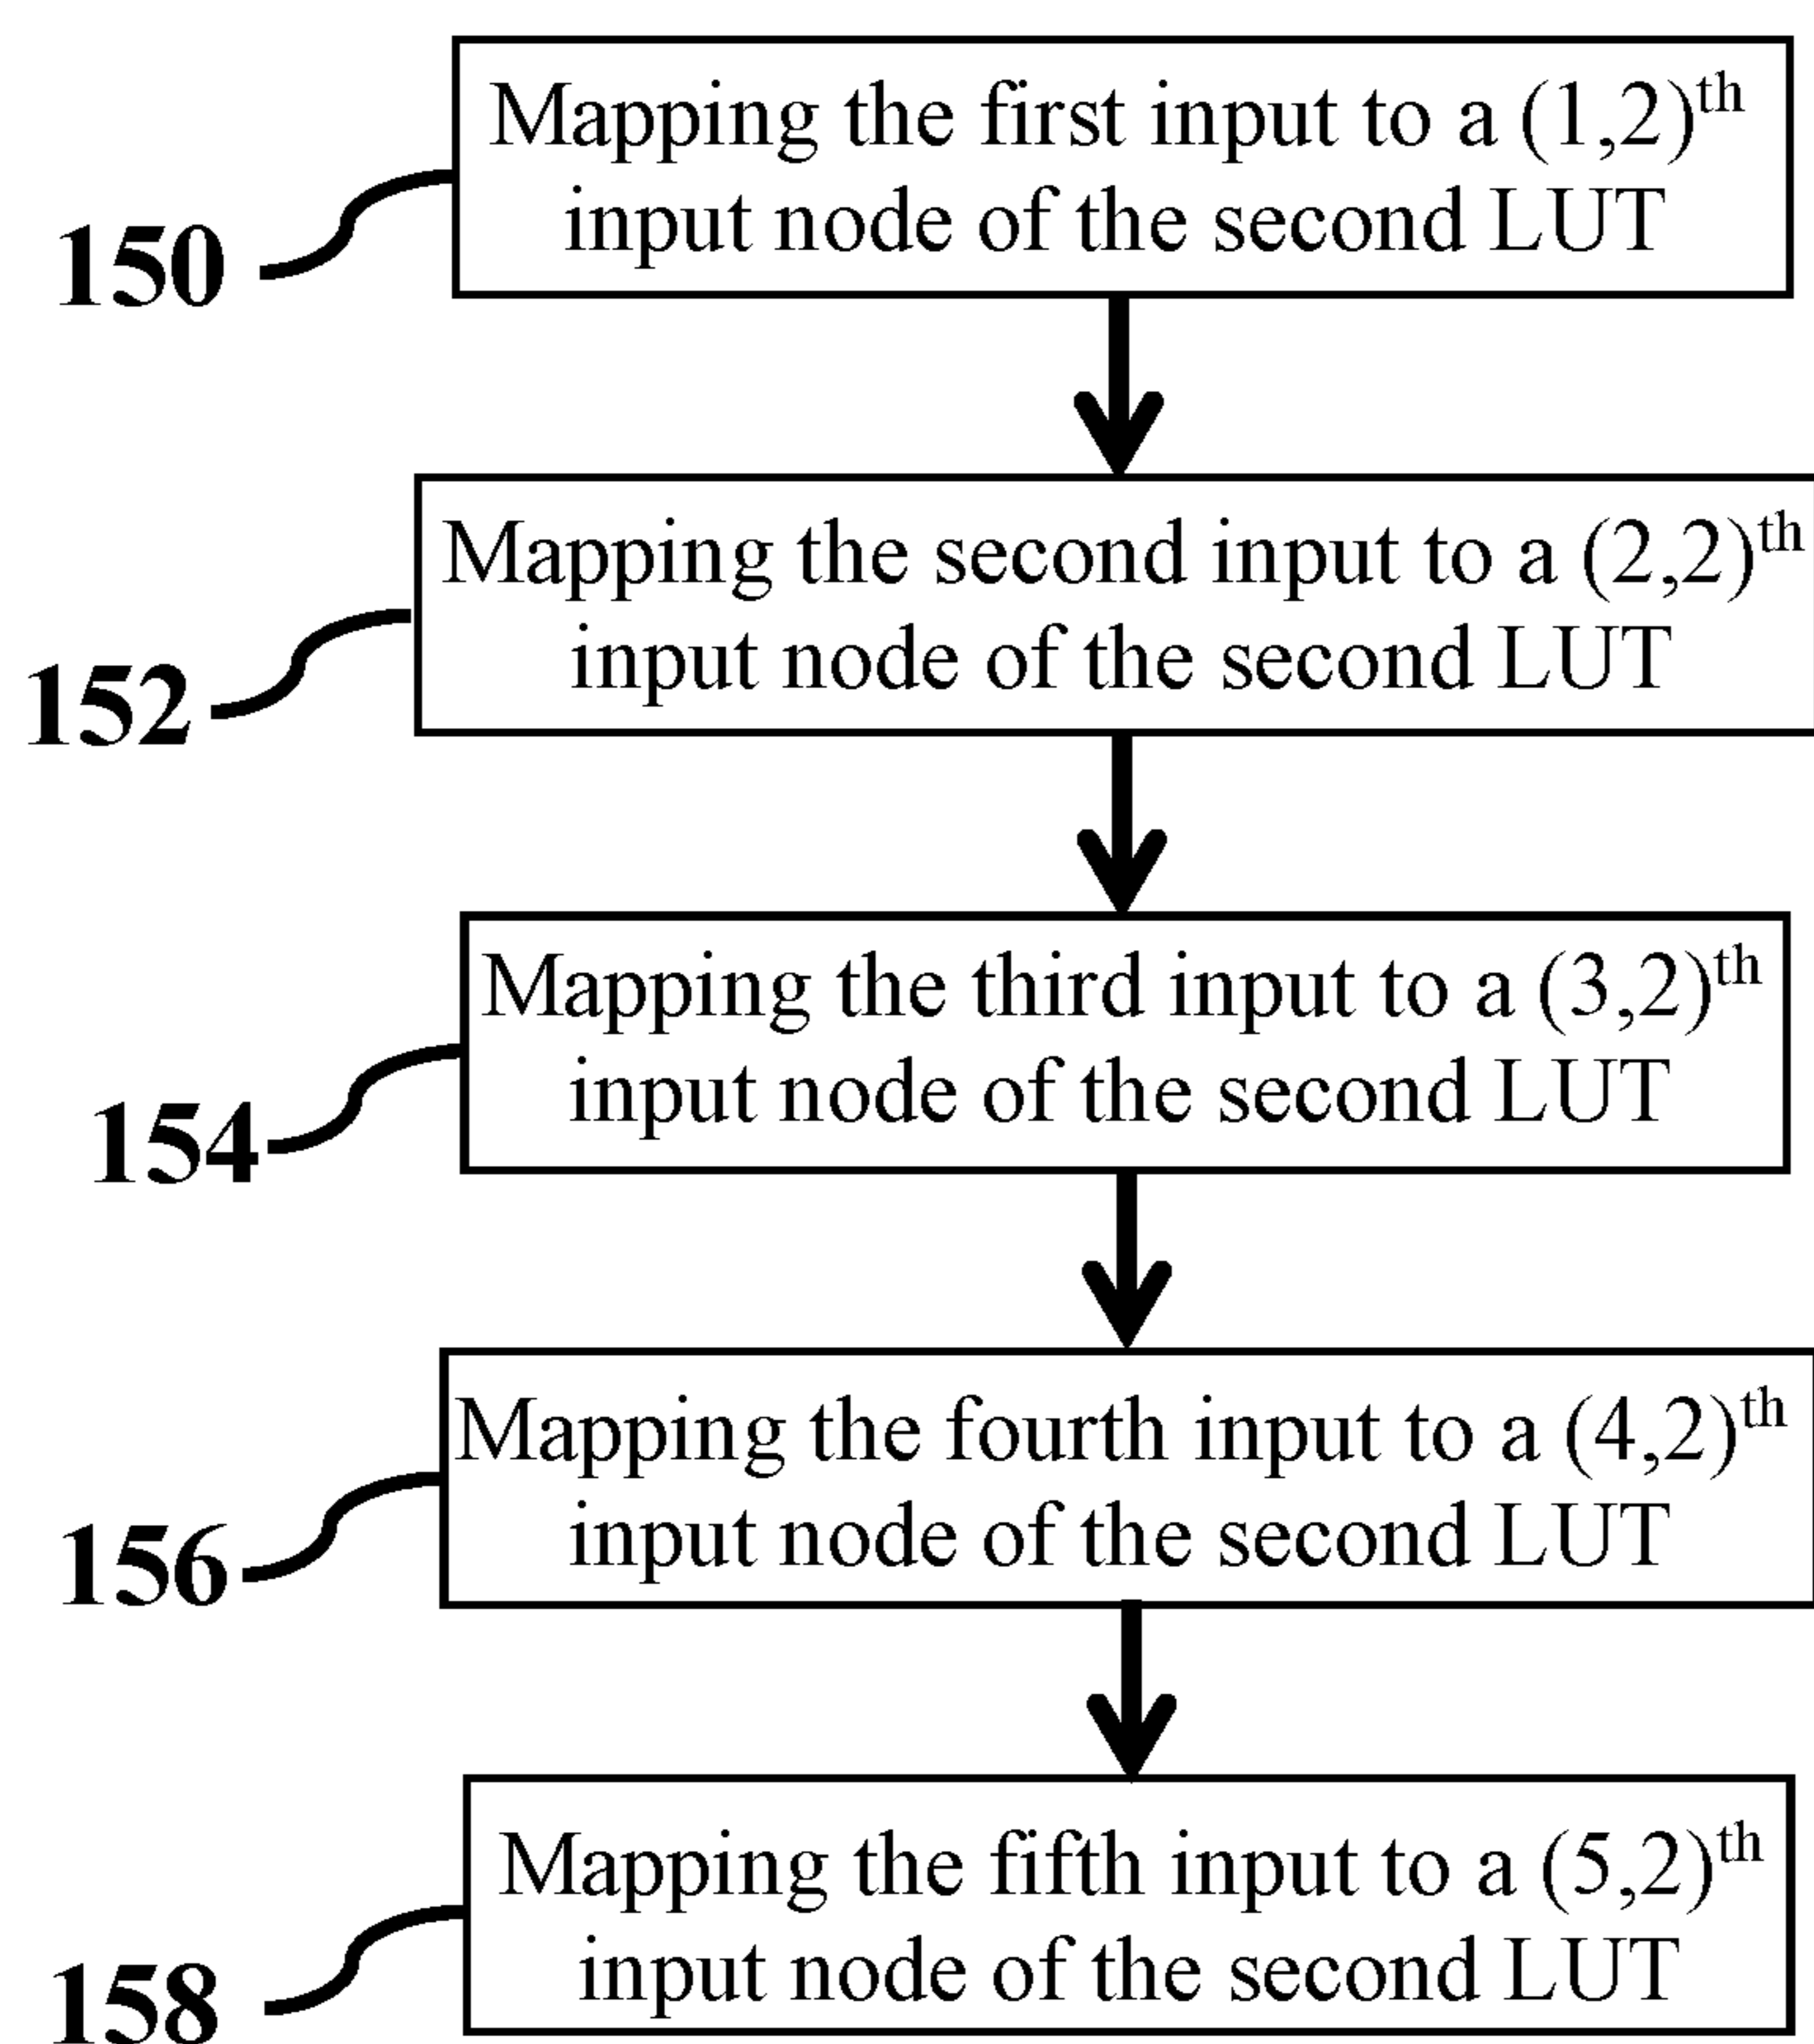 Mapping the first input to a (1,2)th
input node of the second LUT
150
Mapping the second input to a (2,2)th
input node of the second LUT
152
Mapping the third input to a (3,2)th
input node of the second LUT
154
Mapping the fourth input to a (4,2)th
input node of the second LUT
156
Mapping the fifth input to a (5,2)th
input node of the second LUT
158